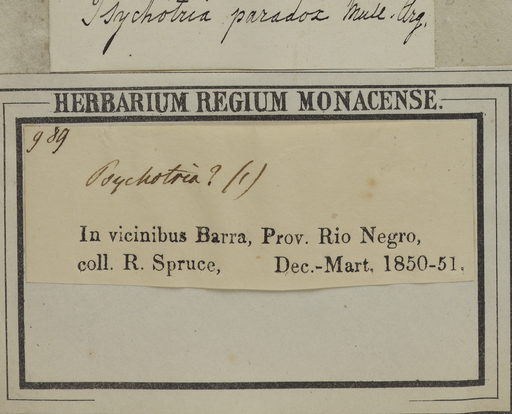 Psychotria paradox Muell. Arg.
HERBARIUM REGIUM MONACENSE.
989
Psychotria? (1)
In vicinibus Barra, Prov. Rio Negro,
coll. R. Spruce, Dec.-Mart. 1850-51.